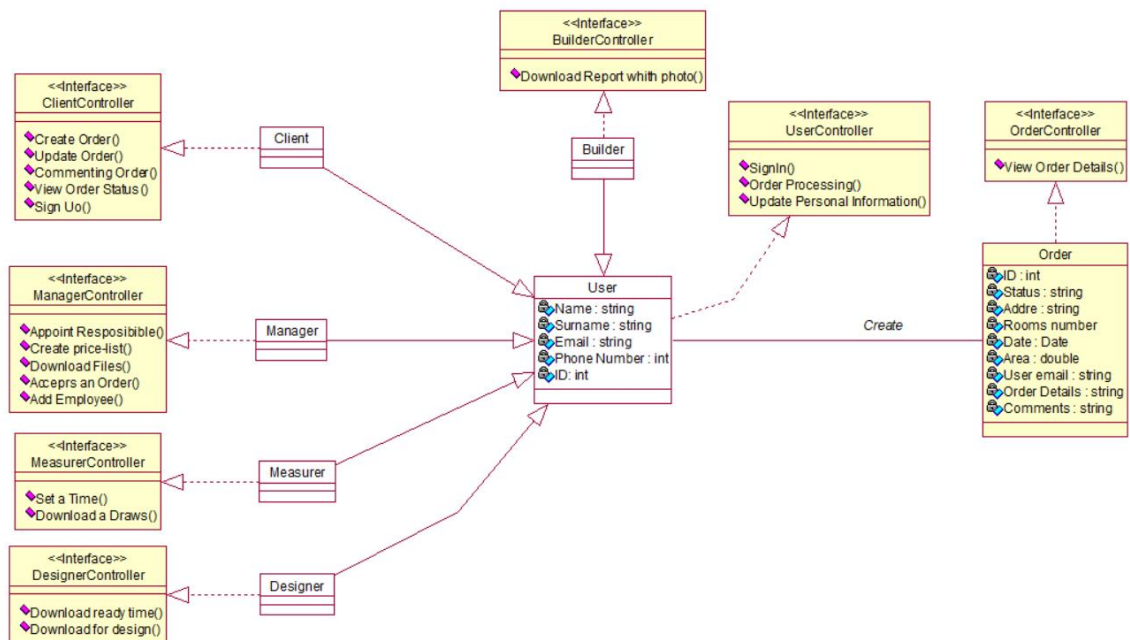 <<Interface>>
BuilderController
Download Report whith photo()
<<Interface>>
ClientController
Create Order()
Update Order()
Commenting Order()
View Order Status()
Sign Uo()
Client
Builder
<<Interface>>
UserController
SignIn()
Order Processing()
Update Personal Information()
<<Interface>>
OrderController
View Order Details()
<<Interface>>
ManagerController
Appoint Resposibible()
Create price-list()
Download Files()
Acceprs an Order()
Add Employee()
Manager
User
Name : string
Surname : string
Email : string
Phone Number : int
ID: int
Create
Order
ID : int
Status : string
Addre : string
Rooms number
Date : Date
Area : double
User email : string
Order Details : string
Comments : string
<<Interface>>
MeasurerController
Set a Time()
Download a Draws()
Measurer
<<Interface>>
DesignerController
Download ready time()
Download for design()
Designer